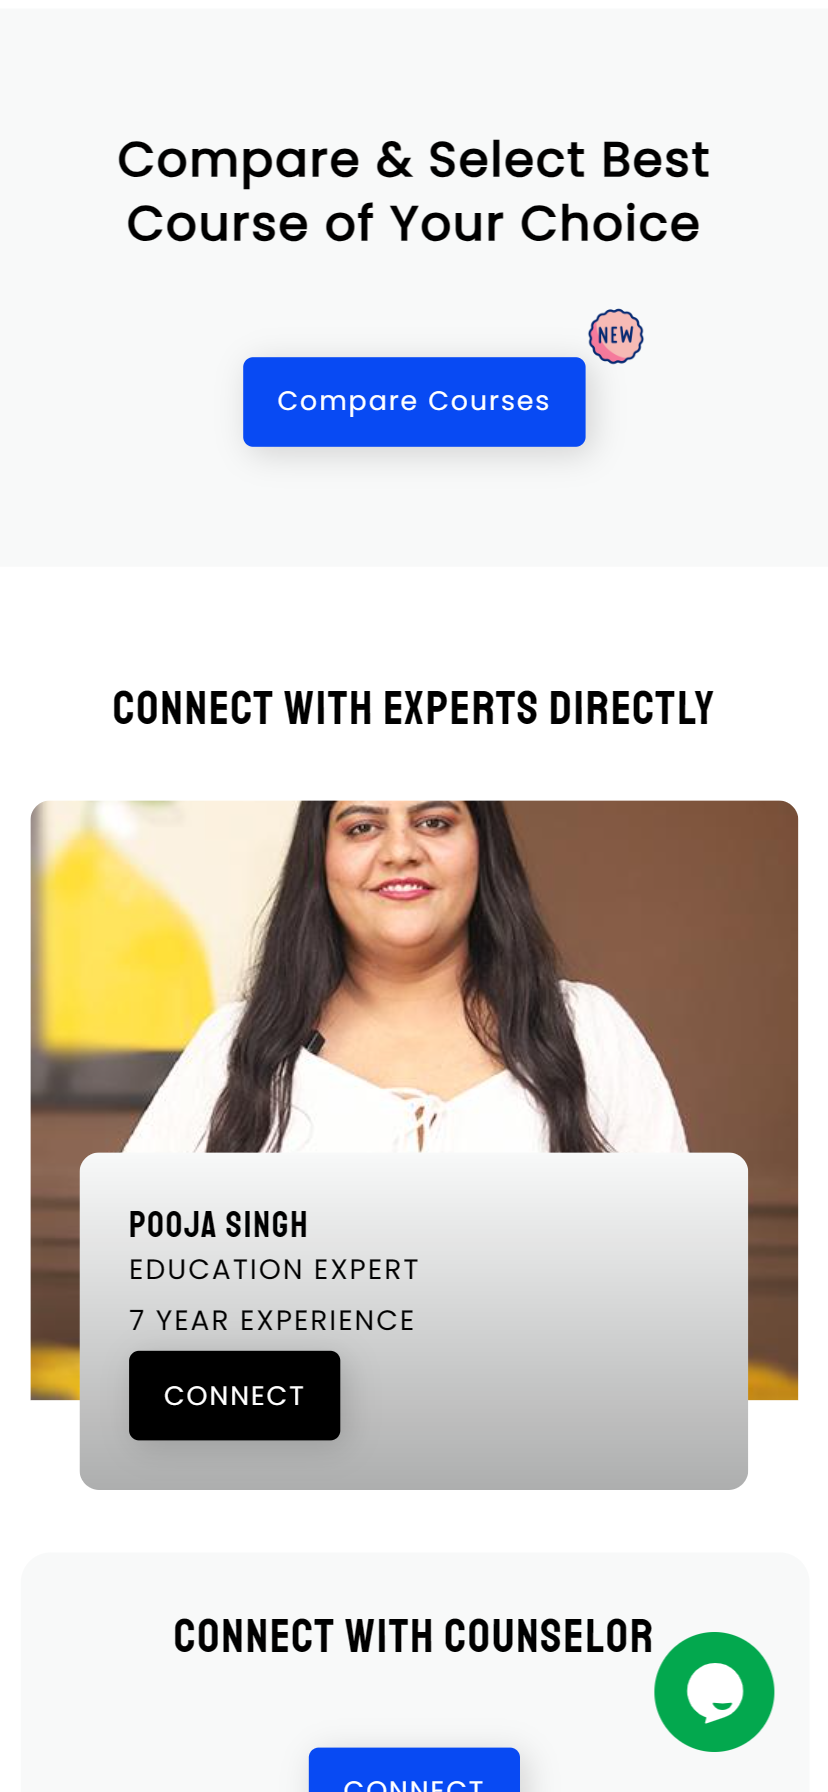 Compare & Select Best
Course of Your Choice
NEW
Compare Courses
CONNECT WITH EXPERTS DIRECTLY
POOJA SINGH
EDUCATION EXPERT
7 YEAR EXPERIENCE
CONNECT
CONNECT WITH COUNSELOR
CONNECT